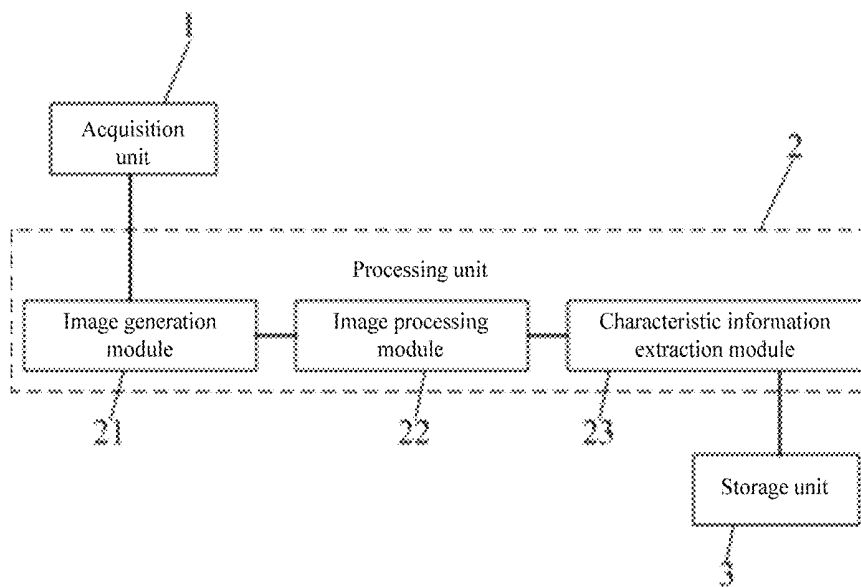 1
Acquisition
unit
2
Processing unit
Image generation
module
Image processing
module
Characteristic information
extraction module
21
22
23
Storage unit
3